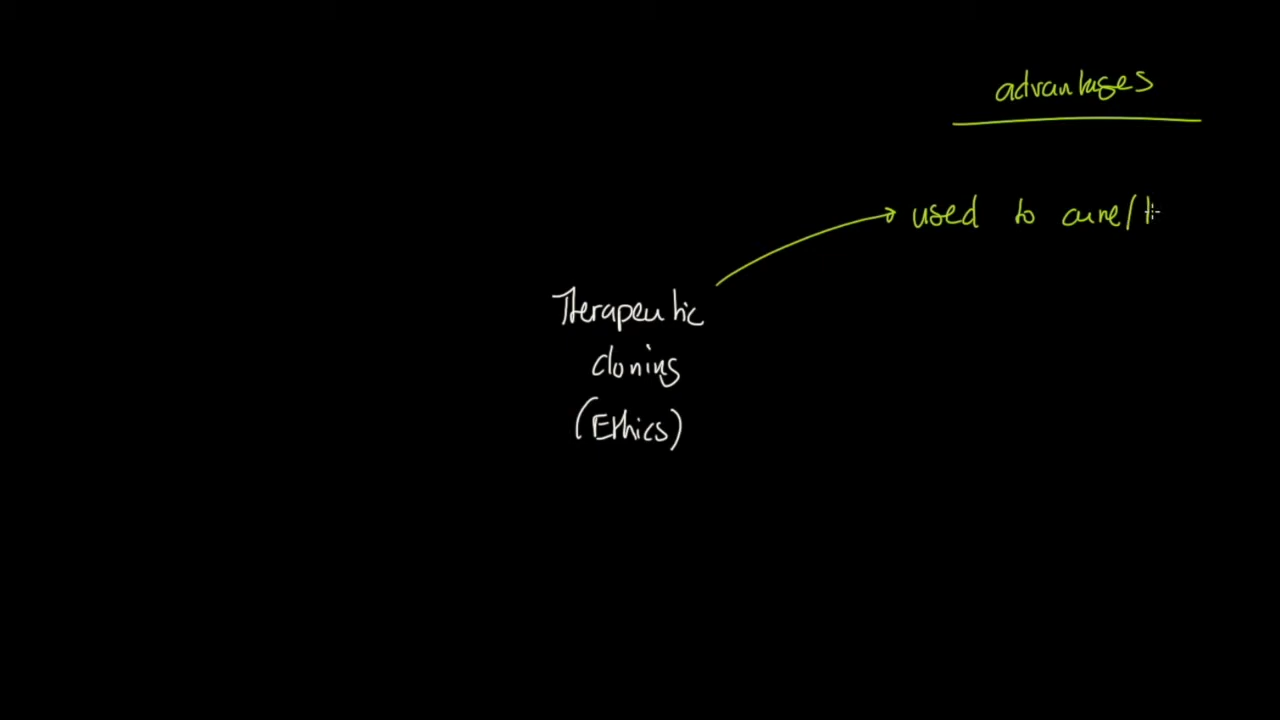 advantages
used to cure/t
Therapeutic
cloning
(Ethics)